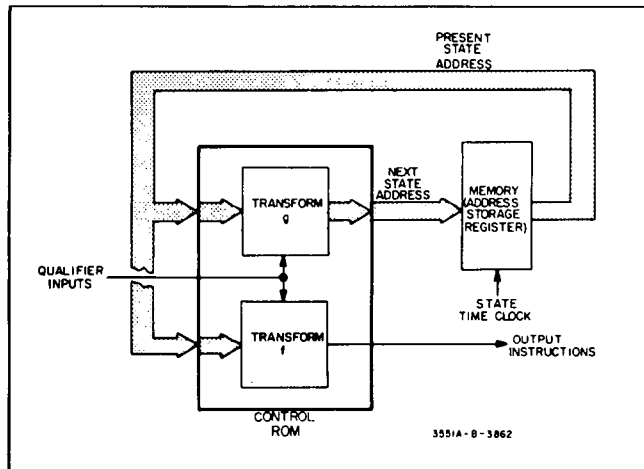 PRESENT
STATE
ADDRESS
TRANSFORM
g
NEXT
STATE
ADDRESS
MEMORY
(ADDRESS
STORAGE
REGISTER)
QUALIFIER
INPUTS
STATE
TIME CLOCK
TRANSFORM
f
OUTPUT
INSTRUCTIONS
CONTROL
ROM
3551A-B-3862